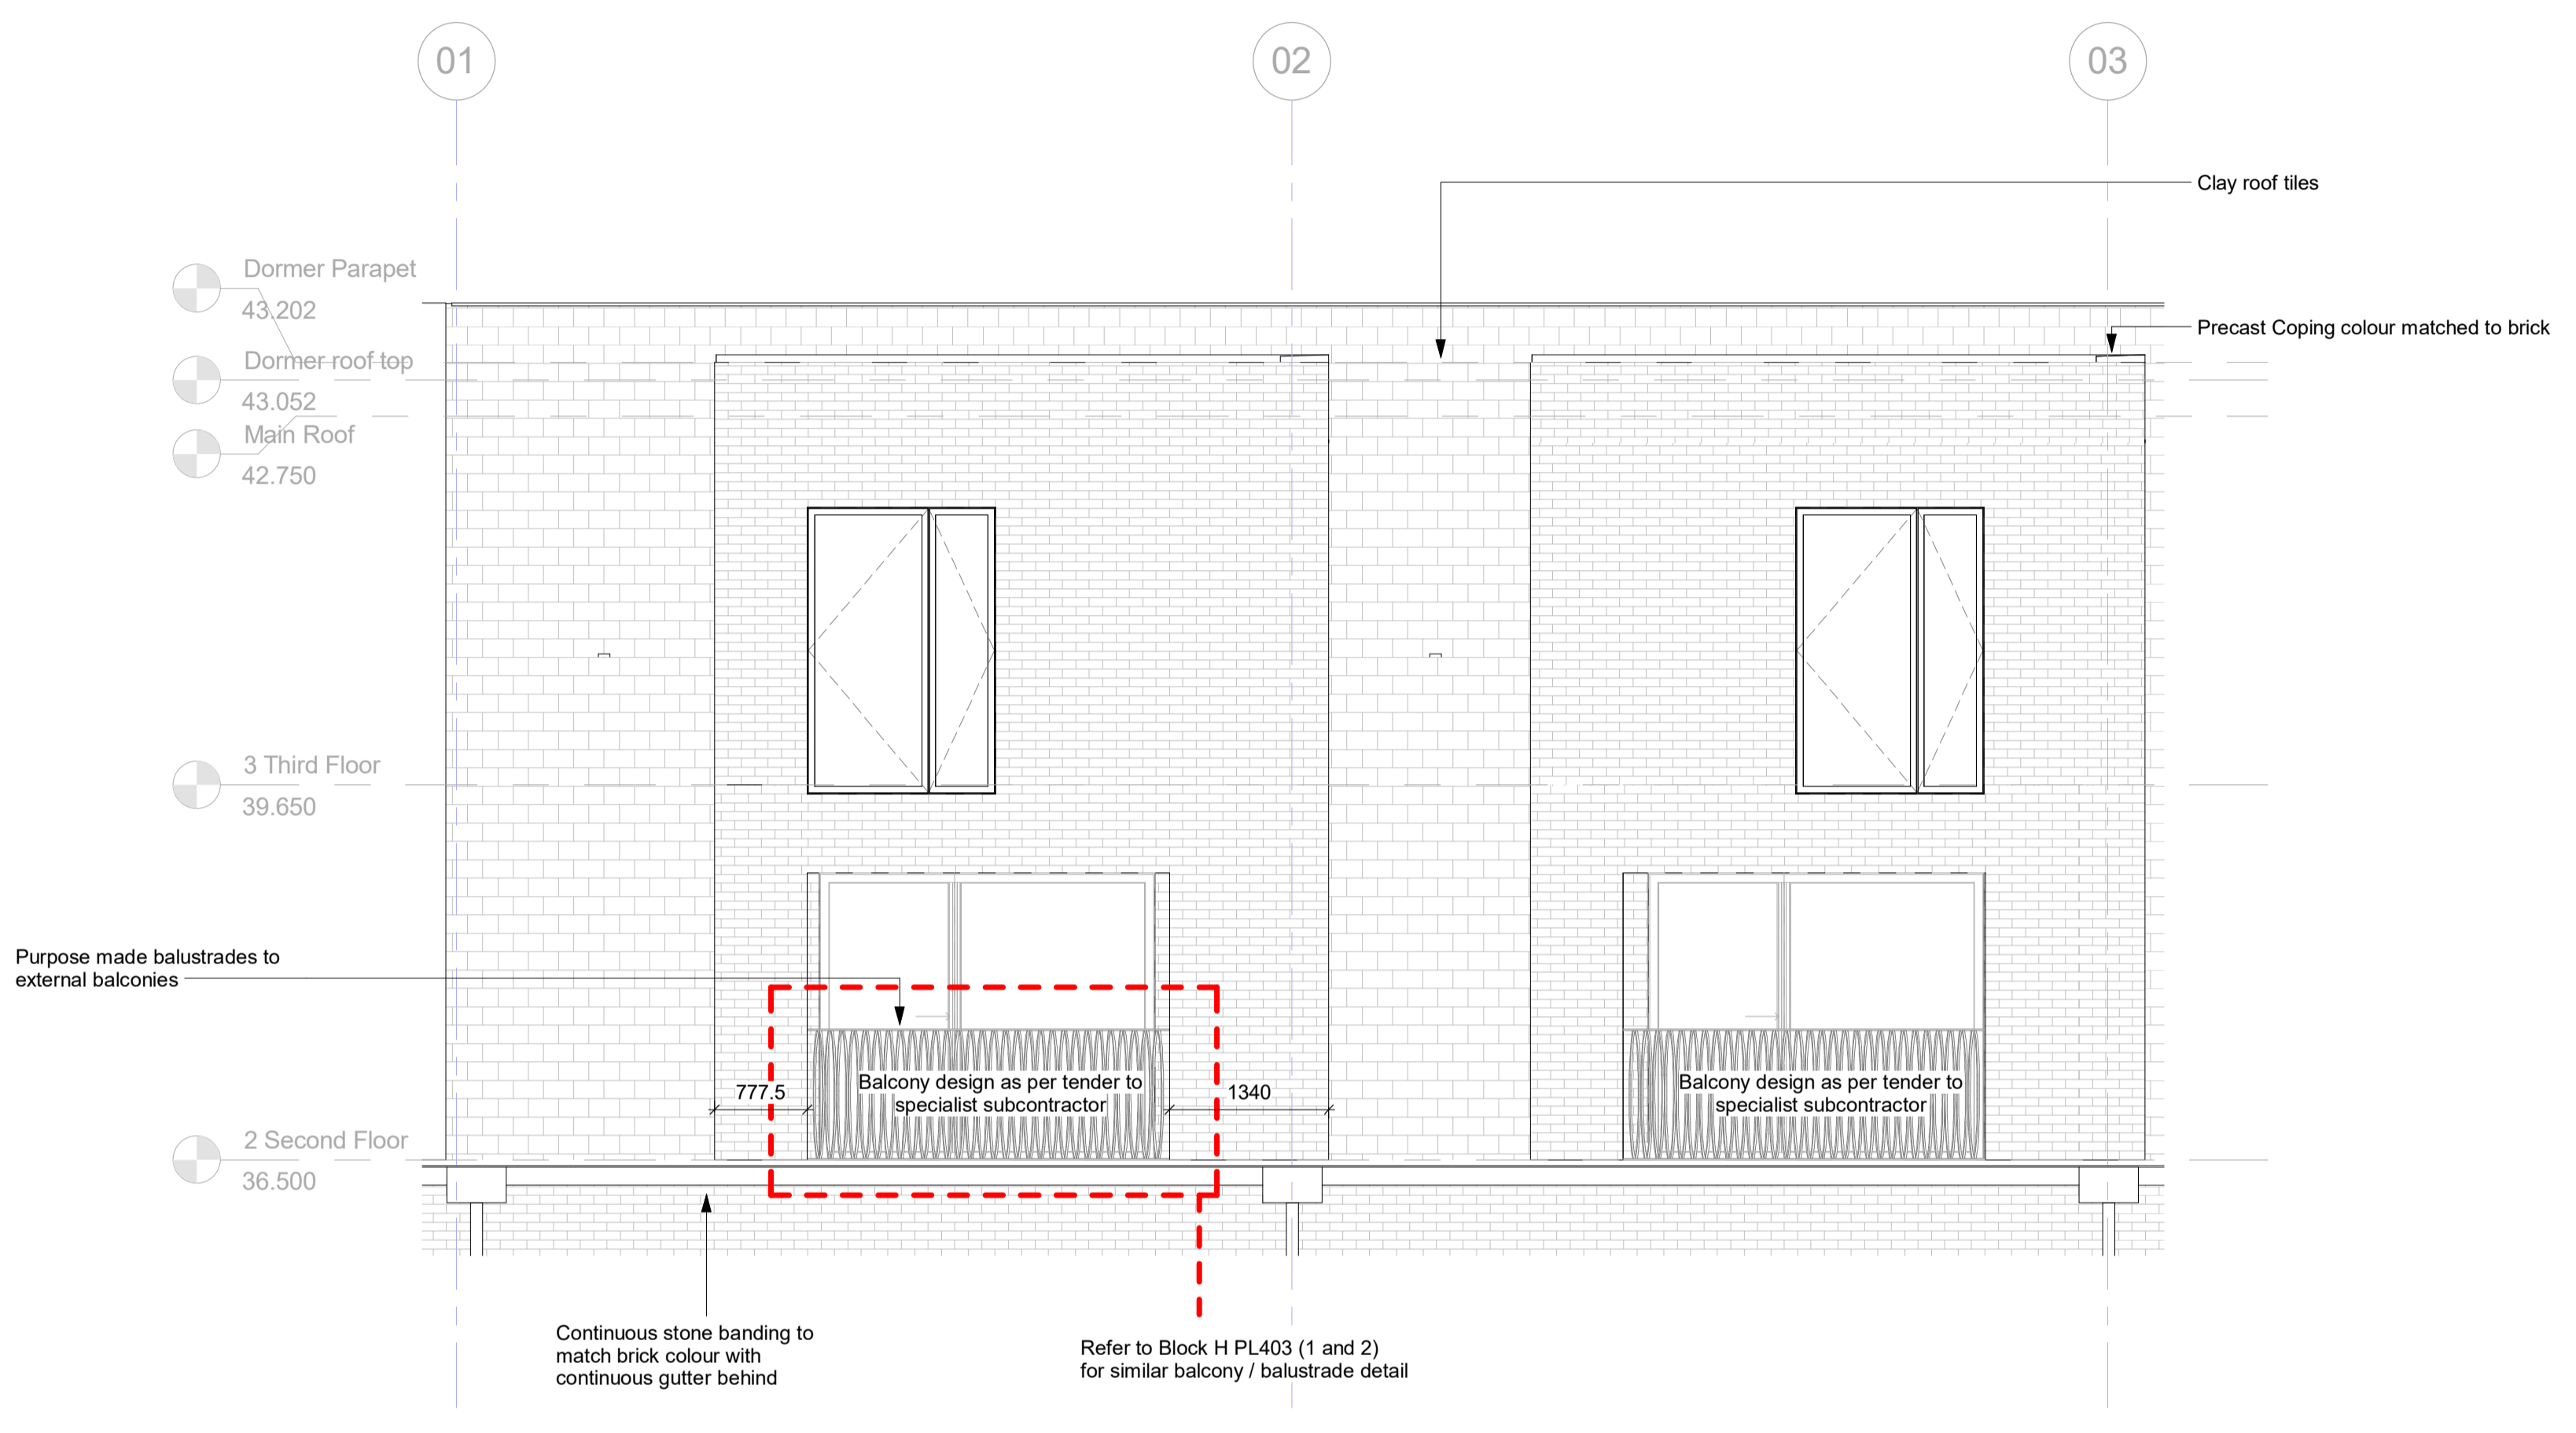 01
02
03
Clay roof tiles
Dormer Parapet
43.202
Precast Coping colour matched to brick
Dormer roof top
43.052
Main Roof
42.750
3 Third Floor
39.650
Purpose made balustrades to
external balconies
777.5
Balcony design as per tender to
specialist subcontractor
1340
Balcony design as per tender to
specialist subcontractor
2 Second Floor
36.500
Continuous stone banding to
match brick colour with
continuous gutter behind
Refer to Block H PL403 (1 and 2)
for similar balcony / balustrade detail